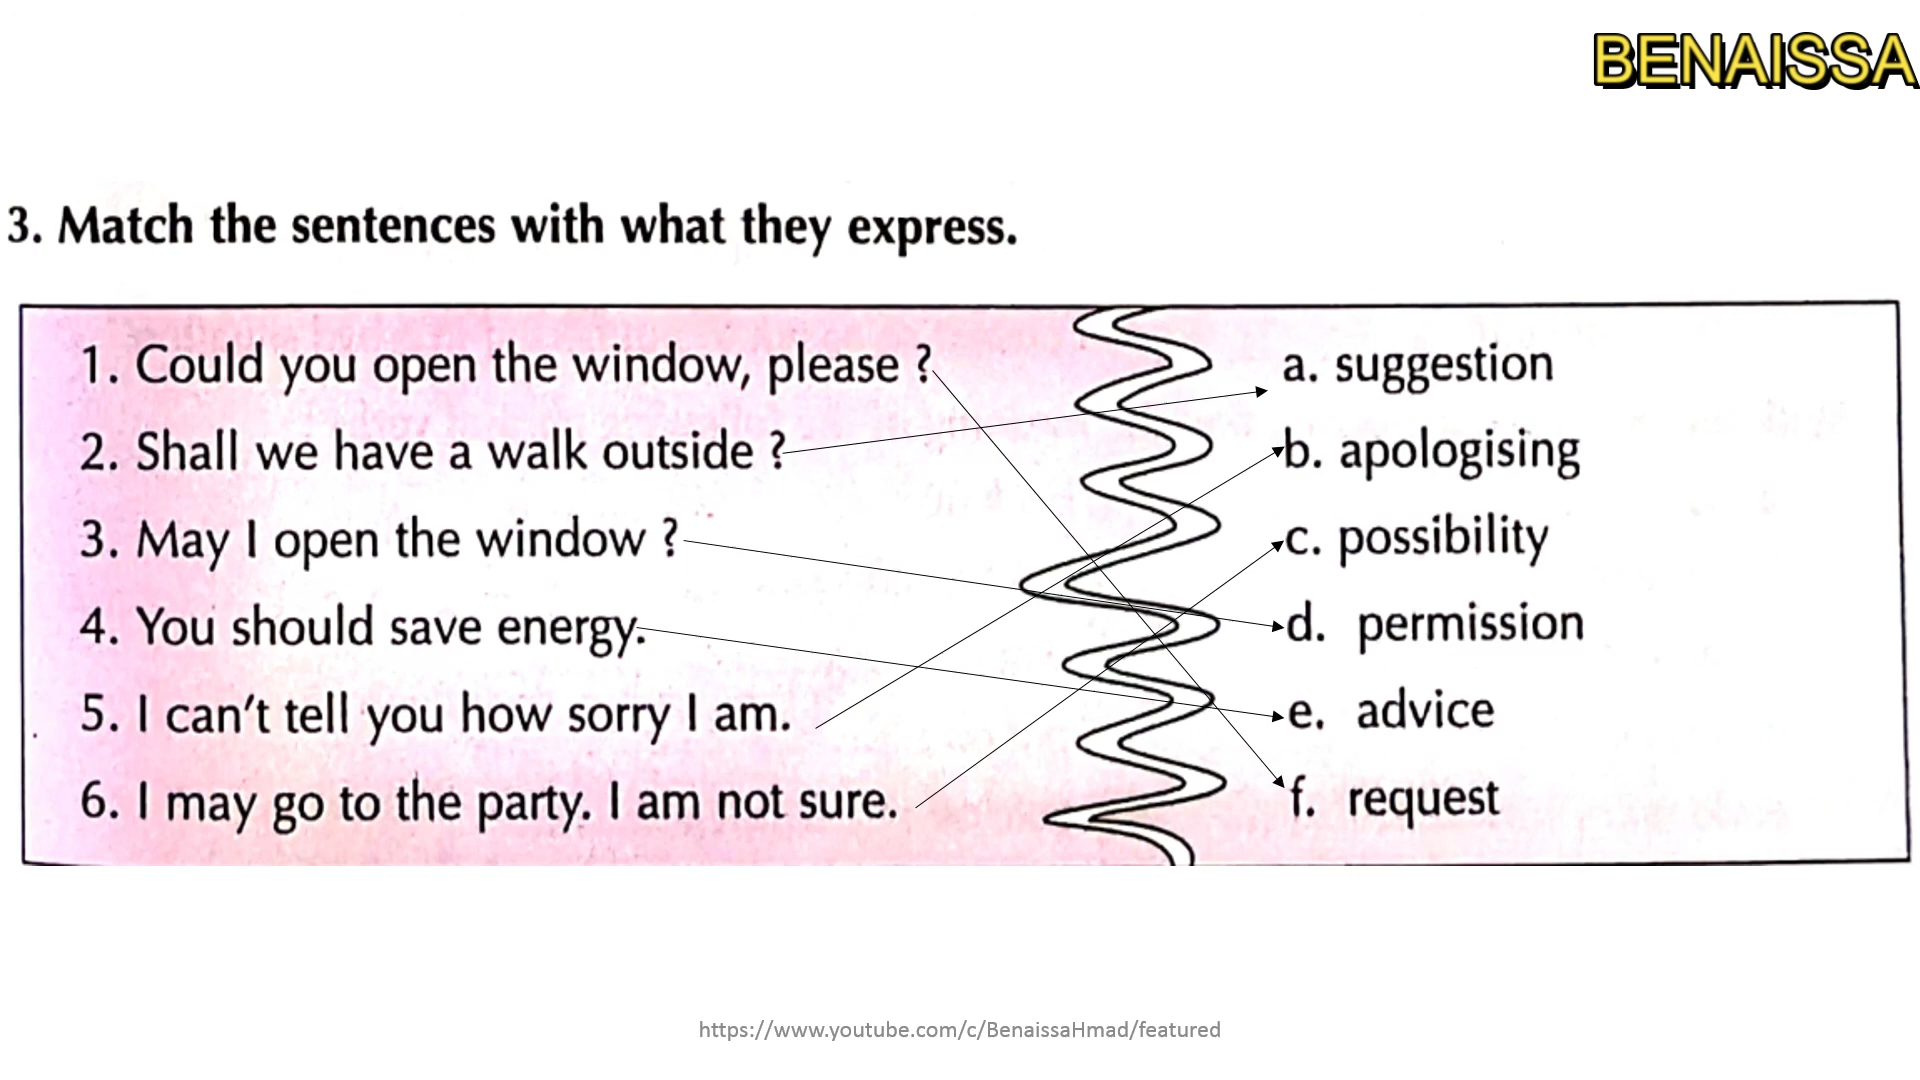 BENAISSA
3. Match the sentences with what they express.
1. Could you open the window, please ?
a. suggestion
2. Shall we have a walk outside ?
b. apologising
3. May I open the window ?
c. possibility
4. You should save energy.
d. permission
5. I can't tell you how sorry I am.
e. advice
6. I may go to the party. I am not sure.
f. request
https://www.youtube.com/c/BenaissaHmad/featured